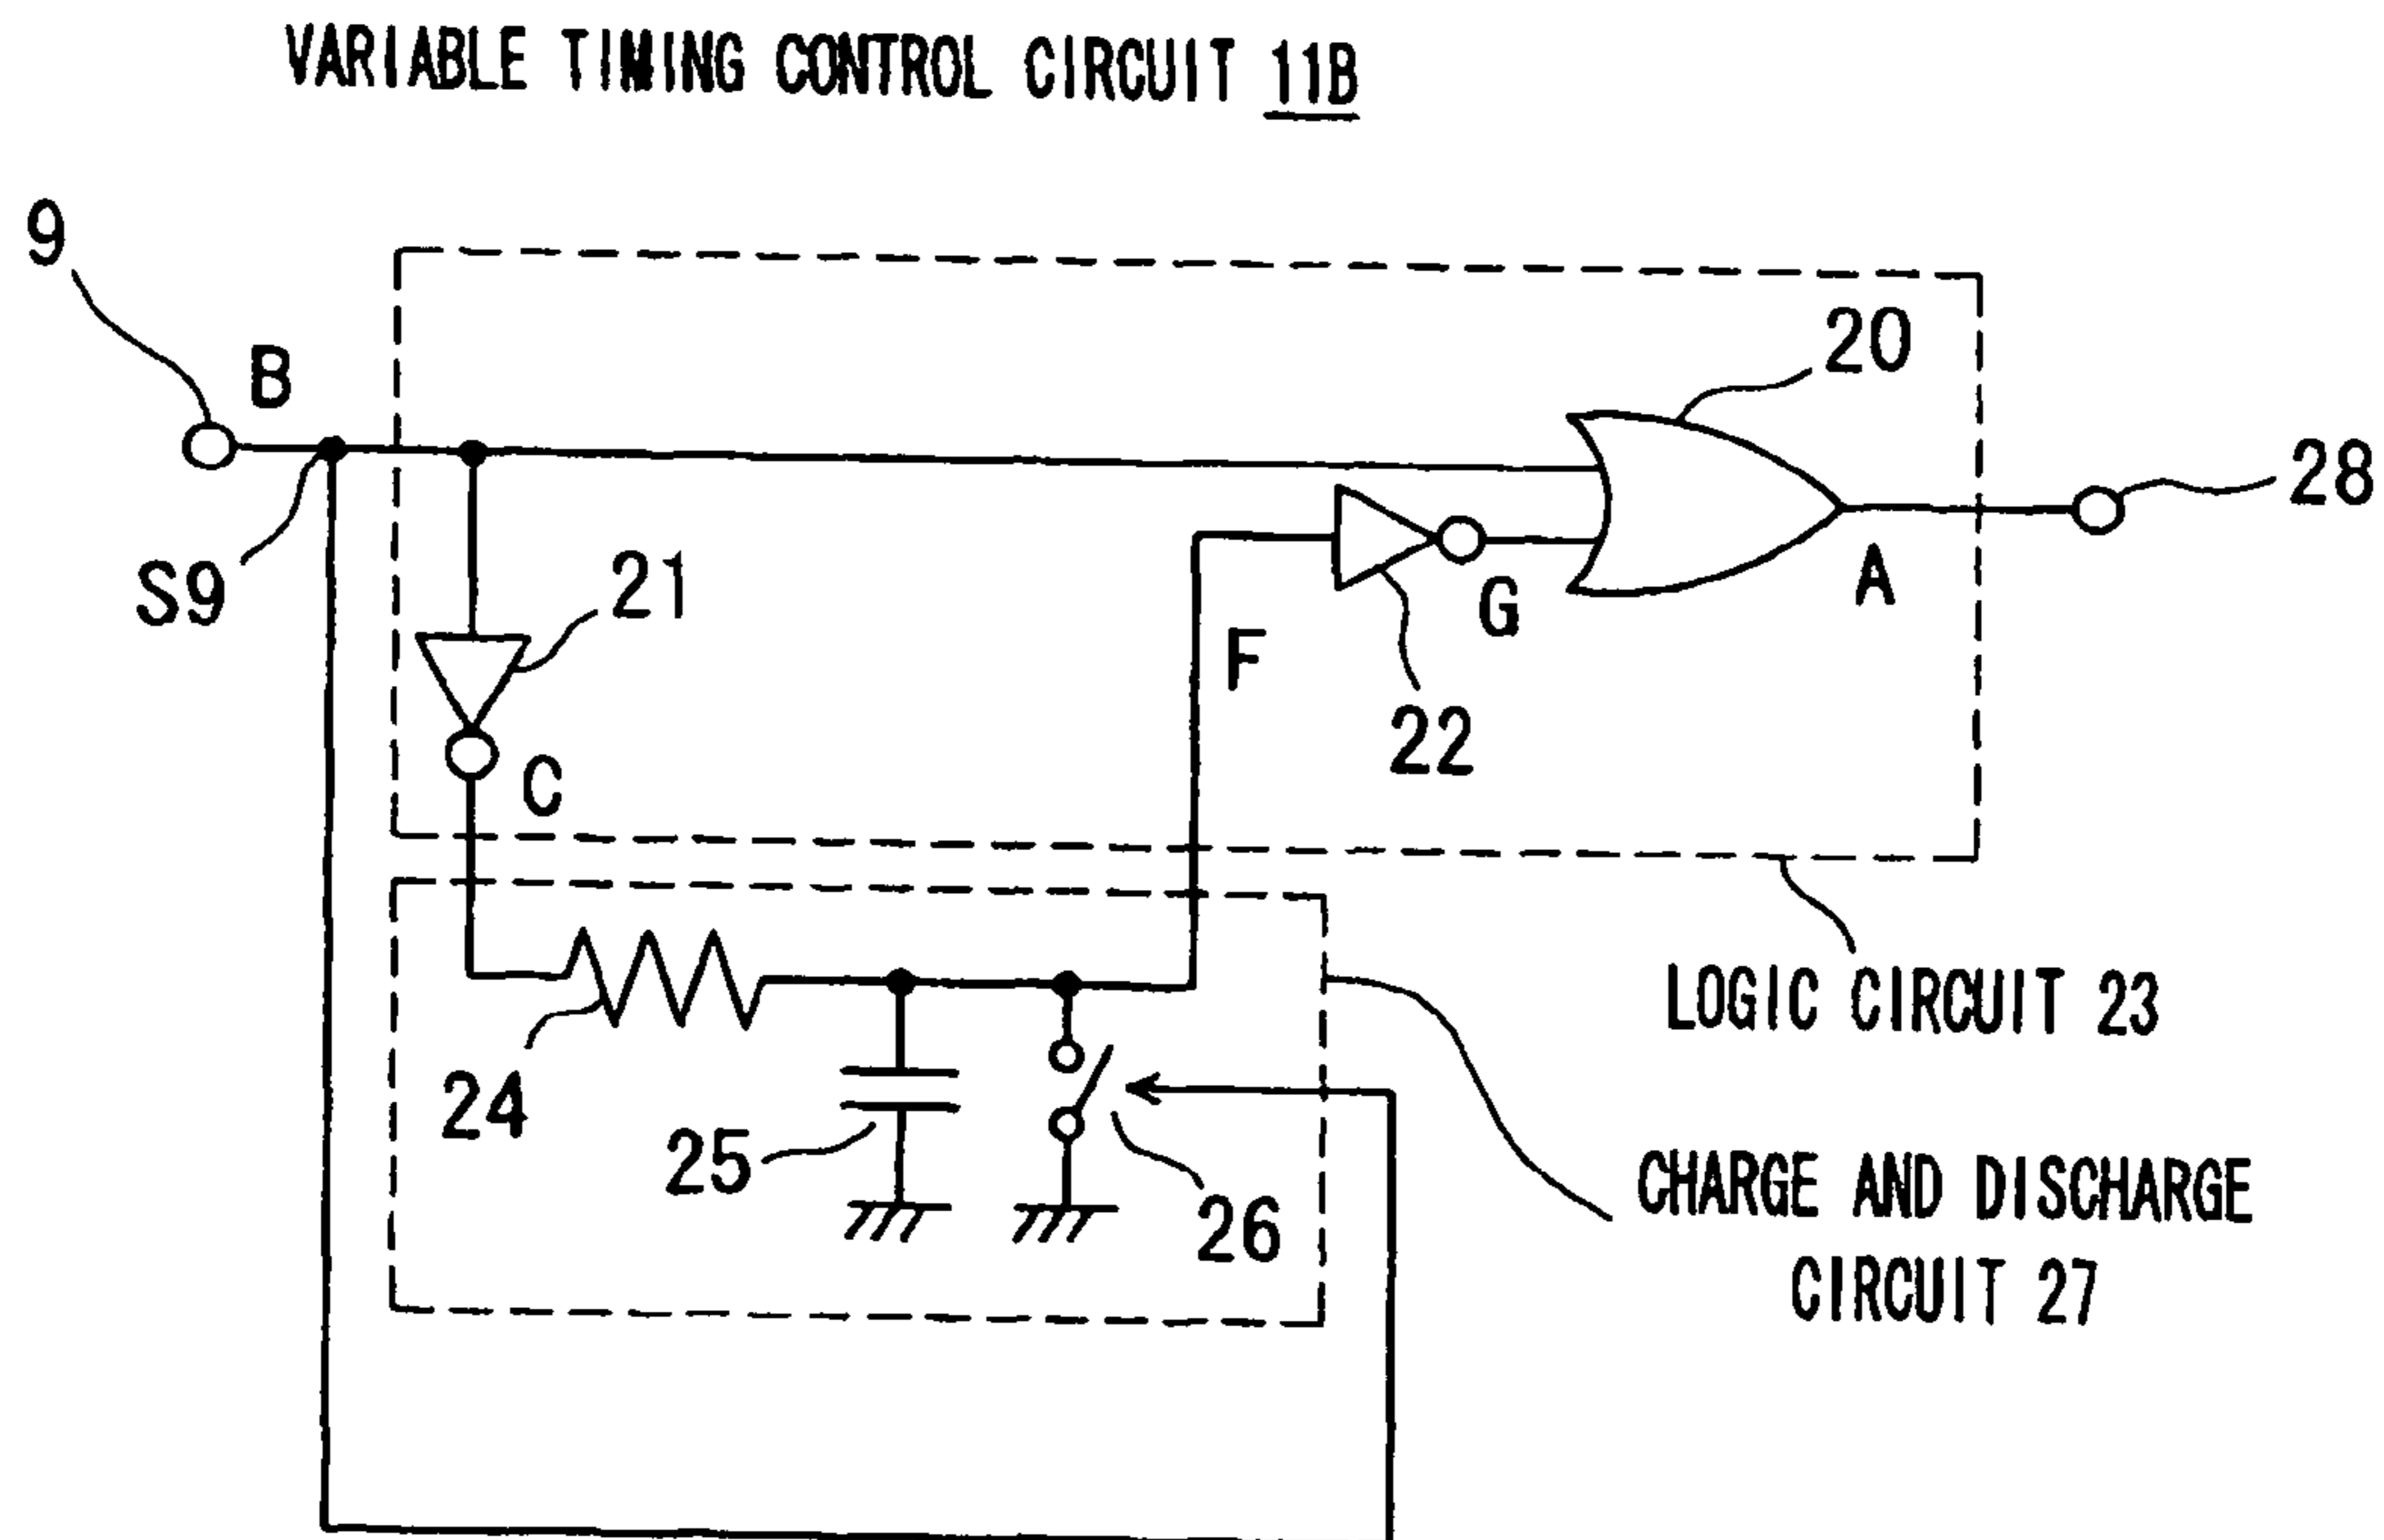 VARIABLE TIMING CONTROL CIRCUIT 11B
9
B
20
28
S9
21
G
A
F
22
C
LOGIC CIRCUIT 23
24
25
26
CHARGE AND DISCHARGE
CIRCUIT 27